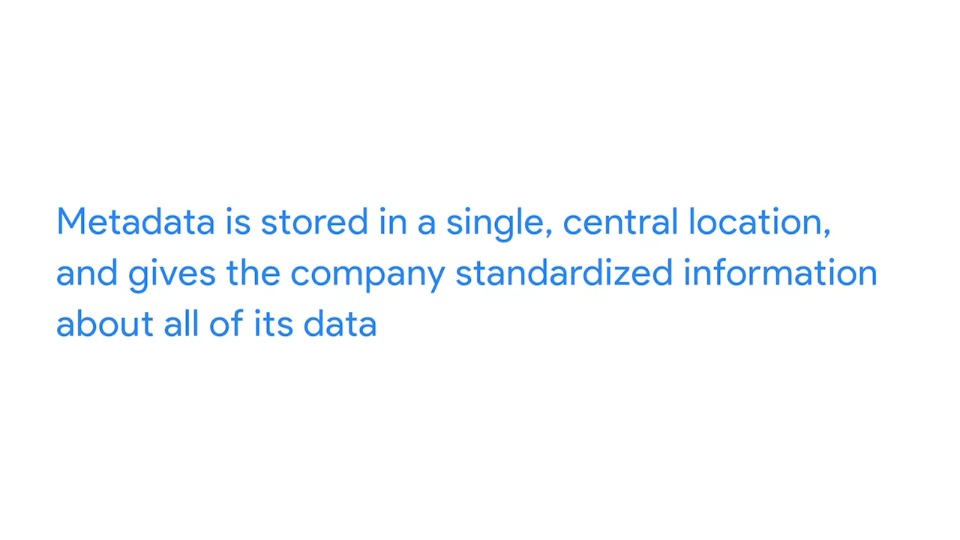 Metadata is stored in a single, central location,
and gives the company standardized information
about all of its data